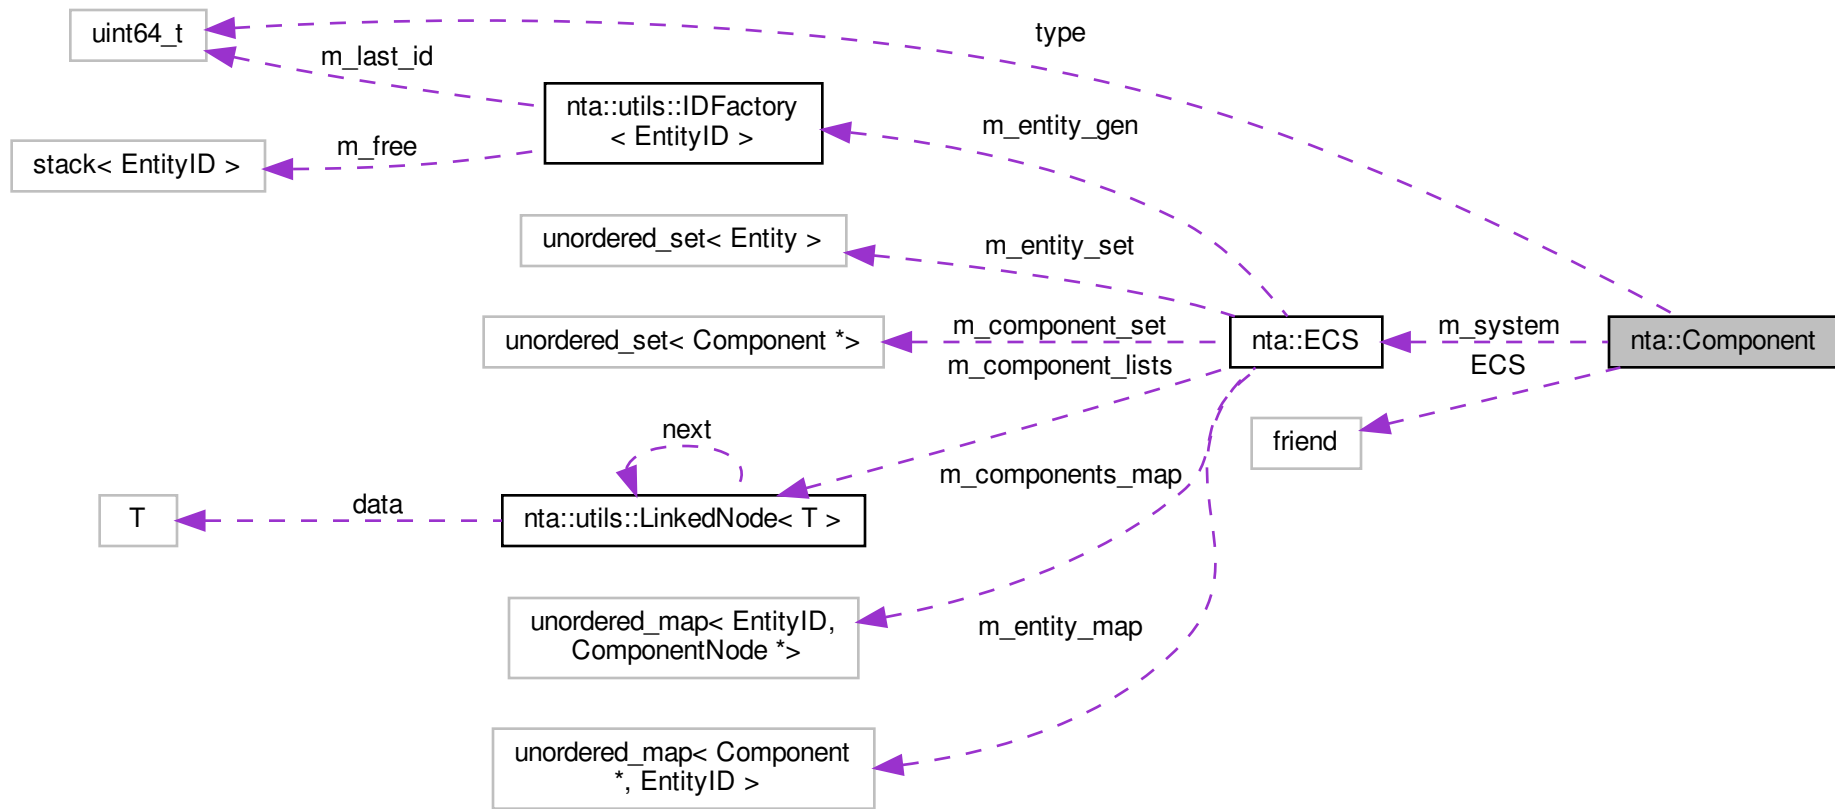 uint64_t
type
m_last_id
nta::utils::IDFactory
< EntityID >
m_entity_gen
m_free
stack< EntityID >
unordered_set< Entity >
m_entity_set
unordered_set< Component *>
m_component_set
nta::ECS
m_system
nta::Component
m_component_lists
ECS
next
friend
m_components_map
T
data
nta::utils::LinkedNode< T >
unordered_map< EntityID,
ComponentNode *>
m_entity_map
unordered_map< Component
*, EntityID >